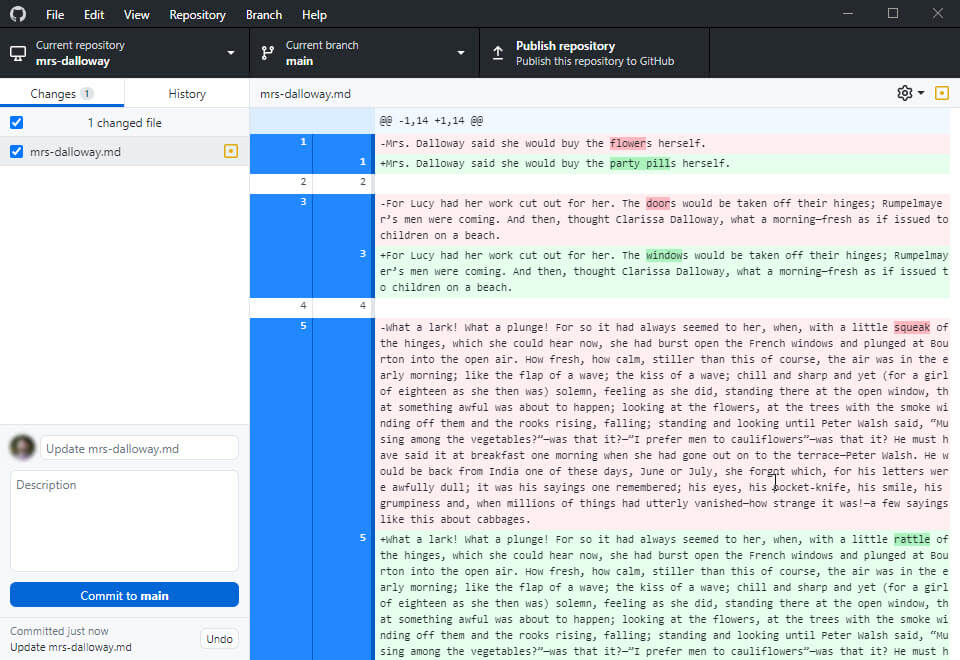 File Edit View Repository Branch Help
Current repository
mrs-dalloway
Current branch
main
Publish repository
Publish this repository to GitHub
Changes 1
History
mrs-dalloway.md
1 changed file
mrs-dalloway.md
@@ -1,14 +1,14 @@
1 -Mrs. Dalloway said she would buy the flowers herself.
1 +Mrs. Dalloway said she would buy the party pills herself.
2 2
3 -For Lucy had her work cut out for her. The doors would be taken off their hinges; Rumpelmaye
r’s men were coming. And then, thought Clarissa Dalloway, what a morning—fresh as if issued to
children on a beach.
3 +For Lucy had her work cut out for her. The windows would be taken off their hinges; Rumpelmay
er’s men were coming. And then, thought Clarissa Dalloway, what a morning—fresh as if issued t
o children on a beach.
4 4
5 -What a lark! What a plunge! For so it had always seemed to her, when, with a little squeak of
the hinges, which she could hear now, she had burst open the French windows and plunged at Bou
rton into the open air. How fresh, how calm, stiller than this of course, the air was in the e
arly morning; like the flap of a wave; the kiss of a wave; chill and sharp and yet (for a girl
of eighteen as she then was) solemn, feeling as she did, standing there at the open window, th
at something awful was about to happen; looking at the flowers, at the trees with the smoke wi
nding off them and the rooks rising, falling; standing and looking until Peter Walsh said, “Mu
sing among the vegetables?”—was that it?—”I prefer men to cauliflowers”—was that it? He must h
ave said it at breakfast one morning when she had gone out on to the terrace—Peter Walsh. He w
ould be back from India one of these days, June or July, she forgot which, for his letters wer
e awfully dull; it was his sayings one remembered; his eyes, his pocket-knife, his smile, his
grumpiness and, when millions of things had utterly vanished—how strange it was!—a few sayings
like this about cabbages.
5 +What a lark! What a plunge! For so it had always seemed to her, when, with a little rattle of
the hinges, which she could hear now, she had burst open the French windows and plunged at Bou
rton into the open air. How fresh, how calm, stiller than this of course, the air was in the e
arly morning; like the flap of a wave; the kiss of a wave; chill and sharp and yet (for a girl
of eighteen as she then was) solemn, feeling as she did, standing there at the open window, th
at something awful was about to happen; looking at the flowers, at the trees with the smoke wi
nding off them and the rooks rising, falling; standing and looking until Peter Walsh said, “Mu
sing among the vegetables?”—was that it?—”I prefer men to cauliflowers”—was that it? He must h
Update mrs-dalloway.md
Description
Commit to main
Committed just now
Update mrs-dalloway.md
Undo